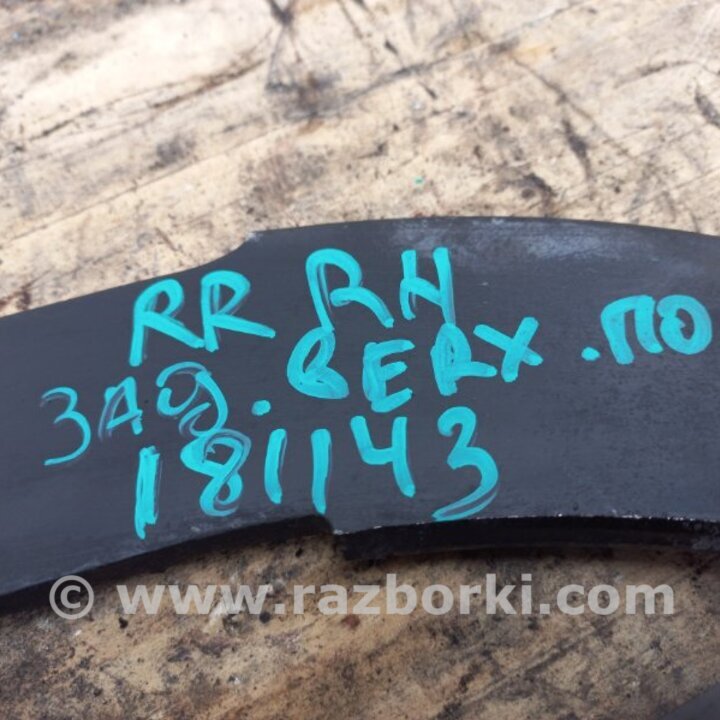 RR RH
ЗАД. ВЕРХ. ПО
181143
© www.razborki.com